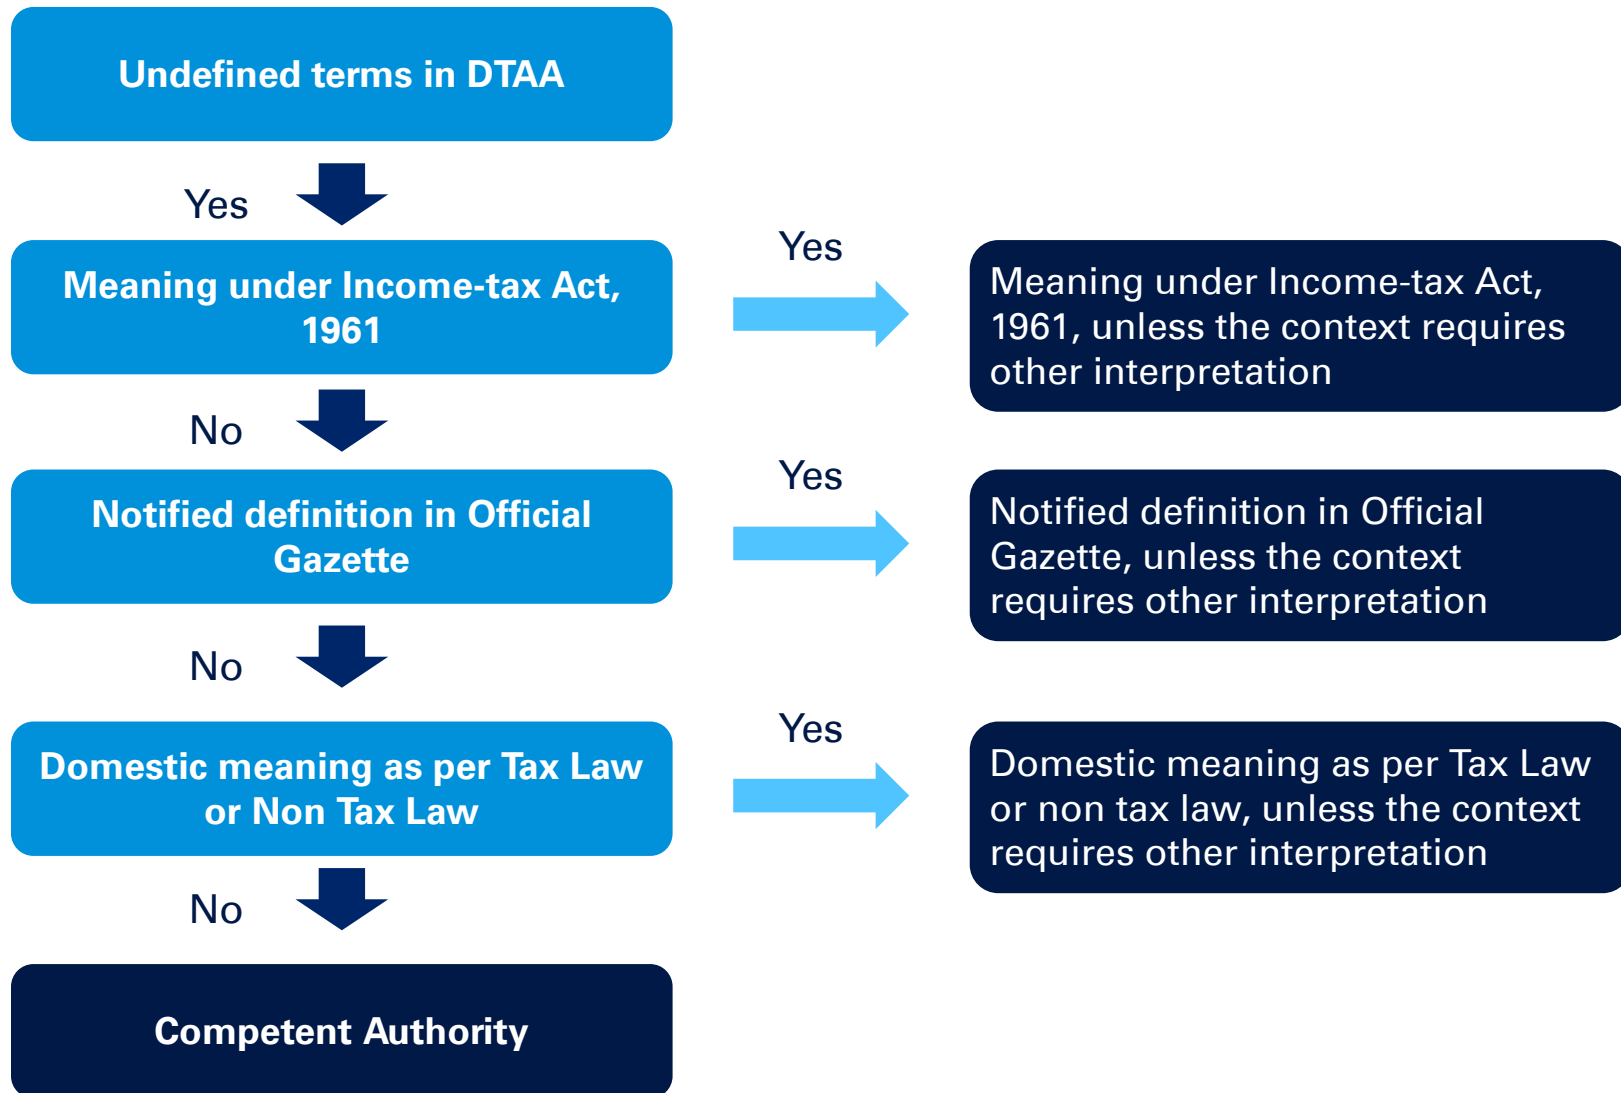 Undefined terms in DTAA
Yes
Meaning under Income-tax Act,
1961
Yes
Meaning under Income-tax Act,
1961, unless the context requires
other interpretation
No
Notified definition in Official
Gazette
Yes
Notified definition in Official
Gazette, unless the context
requires other interpretation
No
Domestic meaning as per Tax Law
or Non Tax Law
Yes
Domestic meaning as per Tax Law
or non tax law, unless the context
requires other interpretation
No
Competent Authority